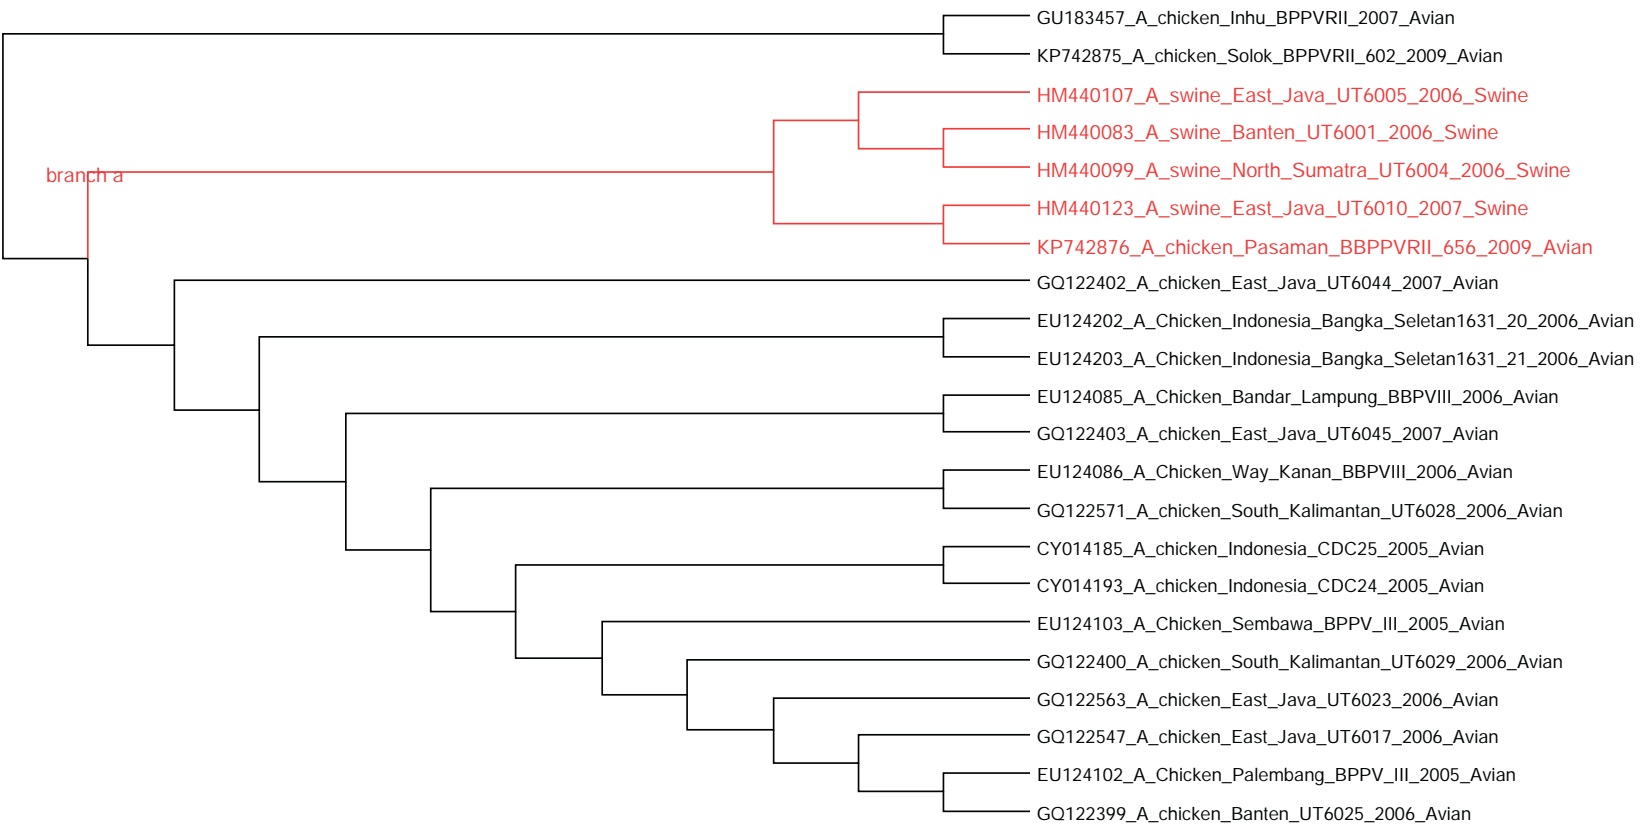 GU183457_A_chicken_Inhu_BPPVRII_2007_Avian
KP742875_A_chicken_Solok_BPPVRII_602_2009_Avian
HM440107_A_swine_East_Java_UT6005_2006_Swine
HM440083_A_swine_Banten_UT6001_2006_Swine
HM440099_A_swine_North_Sumatra_UT6004_2006_Swine
branch a
HM440123_A_swine_East_Java_UT6010_2007_Swine
KP742876_A_chicken_Pasaman_BBPPVRII_656_2009_Avian
GQ122402_A_chicken_East_Java_UT6044_2007_Avian
EU124202_A_Chicken_Indonesia_Bangka_Seletan1631_20_2006_Avian
EU124203_A_Chicken_Indonesia_Bangka_Seletan1631_21_2006_Avian
EU124085_A_Chicken_Bandar_Lampung_BBPVIII_2006_Avian
GQ122403_A_chicken_East_Java_UT6045_2007_Avian
EU124086_A_Chicken_Way_Kanan_BBPVIII_2006_Avian
GQ122571_A_chicken_South_Kalimantan_UT6028_2006_Avian
CY014185_A_chicken_Indonesia_CDC25_2005_Avian
CY014193_A_chicken_Indonesia_CDC24_2005_Avian
EU124103_A_Chicken_Sembawa_BPPV_III_2005_Avian
GQ122400_A_chicken_South_Kalimantan_UT6029_2006_Avian
GQ122563_A_chicken_East_Java_UT6023_2006_Avian
GQ122547_A_chicken_East_Java_UT6017_2006_Avian
EU124102_A_Chicken_Palembang_BPPV_III_2005_Avian
GQ122399_A_chicken_Banten_UT6025_2006_Avian